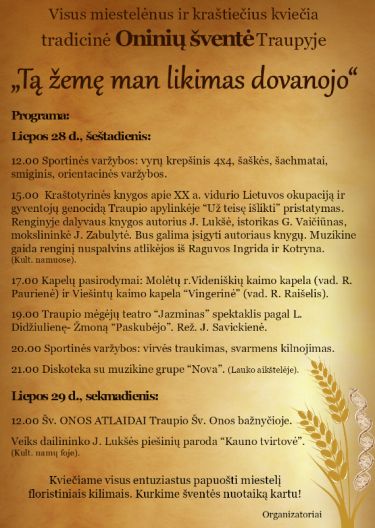 Visus miestelėnus ir kraštiečius kviečia
tradicinė Oninių šventė Traupyje
„Tą žemę man likimas dovanojo“
Programa:
Liepos 28 d., šeštadienis:
12.00 Sportinės varžybos: vyrų krepšinis 4x4, šaškės, šachmatai,
smiginis, orientacinės varžybos.
15.00 Kraštotyrinės knygos apie XX a. vidurio Lietuvos okupaciją ir
gyventojų genocidą Traupio apylinkėje “Už teisę išlikti” pristatymas.
Renginyje dalyvaus knygos autorius J. Lukšė, istorikas G. Vaičiūnas,
mokslininkė J. Zabulytė. Bus galima įsigyti autoriaus knygų. Muzikine
gaida renginį nuspalvins atlikėjos iš Raguvos Ingrida ir Kotryna.
(Kult. namuose).
17.00 Kapelų pasirodymai: Molėtų r.Videniškių kaimo kapela (vad. R.
Paurienė) ir Viešintų kaimo kapela “Vingerinė” (vad. R. Raišelis).
19.00 Traupio mėgėjų teatro “Jazminas” spektaklis pagal L.
Didžiulienę- Žmoną “Paskubėjo”. Rež. J. Savickienė.
20.00 Sportinės varžybos: virvės traukimas, svarmens kilnojimas.
21.00 Diskoteka su muzikine grupe “Nova”. (Lauko aikštelėje).
Liepos 29 d., sekmadienis:
12.00 Šv. ONOS ATLAIDAI Traupio Šv. Onos bažnyčioje.
Veiks dailininko J. Lukšės piešinių paroda “Kauno tvirtovė”.
(Kult. namų foje).
Kviečiame visus entuziastus papuošti miestelį
floristiniais kilimais. Kurkime šventės nuotaiką kartu!
Organizatoriai